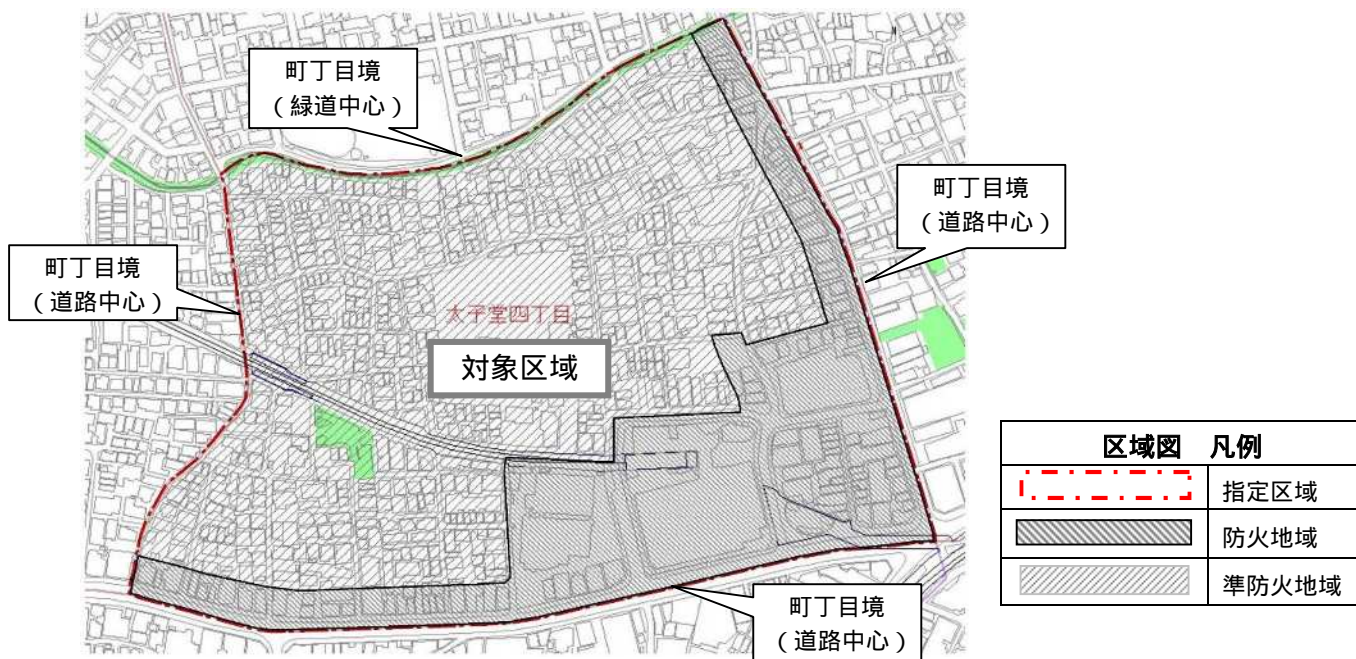 町丁目境
（緑道中心）
町丁目境
（道路中心）
町丁目境
（道路中心）
太子堂四丁目
対象区域
町丁目境
（道路中心）
区域図　凡例
指定区域
防火地域
準防火地域